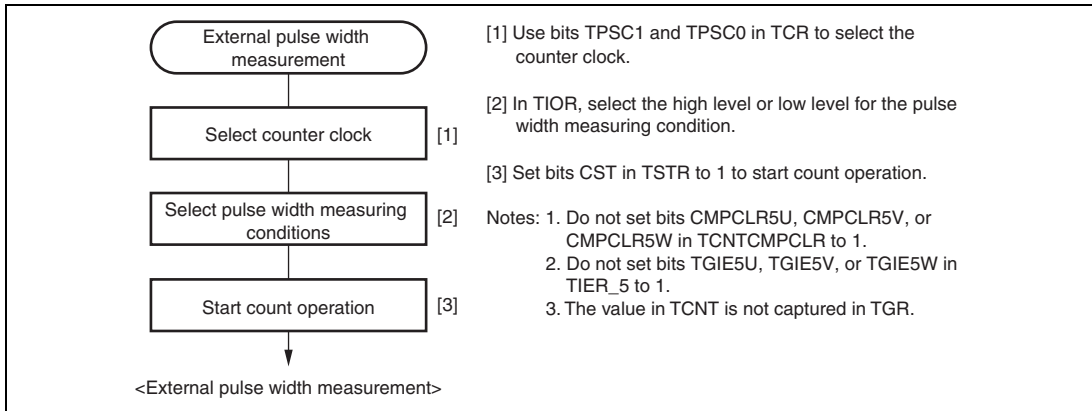 External pulse width
measurement
Select counter clock
[1]
Select pulse width measuring
conditions
[2]
Start count operation
[3]
<External pulse width measurement>
[1] Use bits TPSC1 and TPSC0 in TCR to select the
counter clock.
[2] In TIOR, select the high level or low level for the pulse
width measuring condition.
[3] Set bits CST in TSTR to 1 to start count operation.
Notes: 1. Do not set bits CMPCLR5U, CMPCLR5V, or
CMPCLR5W in TCNTCMPCLR to 1.
2. Do not set bits TGIE5U, TGIE5V, or TGIE5W in
TIER_5 to 1.
3. The value in TCNT is not captured in TGR.